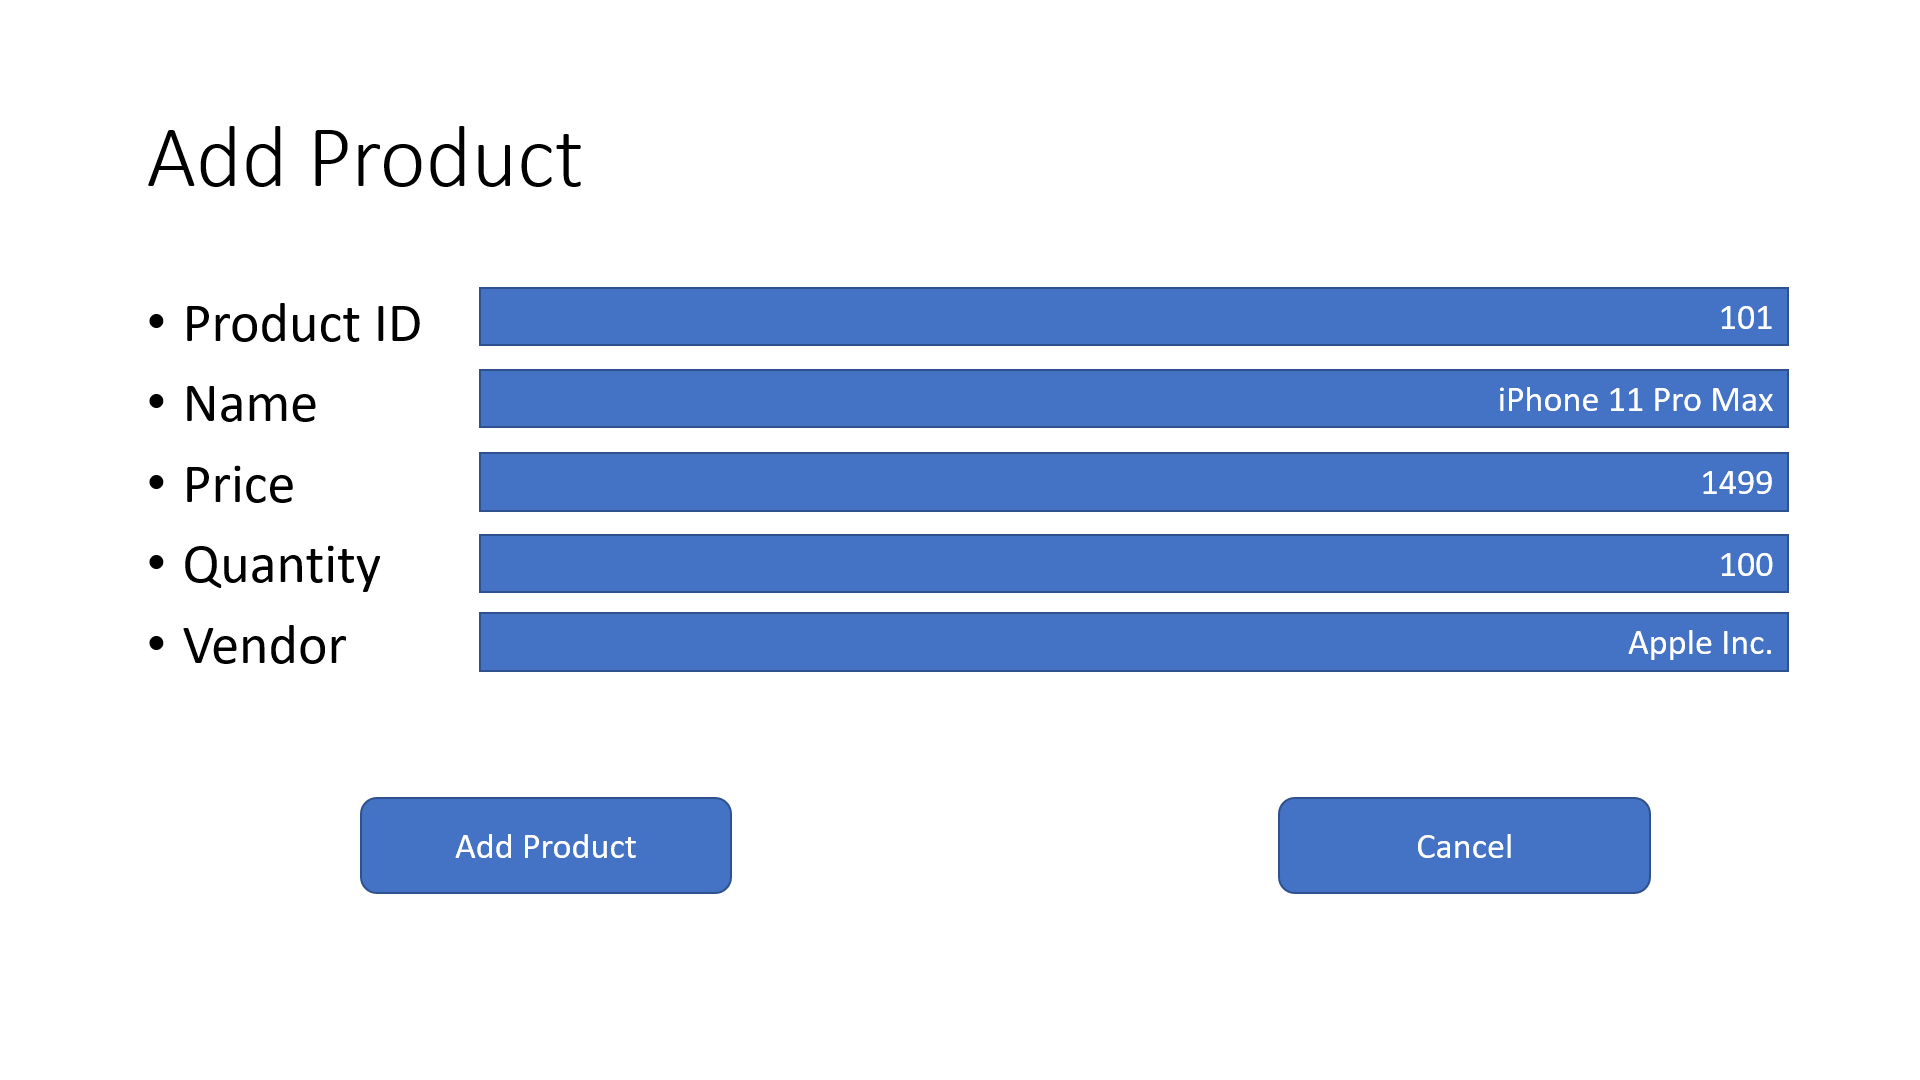 Add Product
• Product ID 101
• Name iPhone 11 Pro Max
• Price 1499
• Quantity 100
• Vendor Apple Inc.
Add Product Cancel